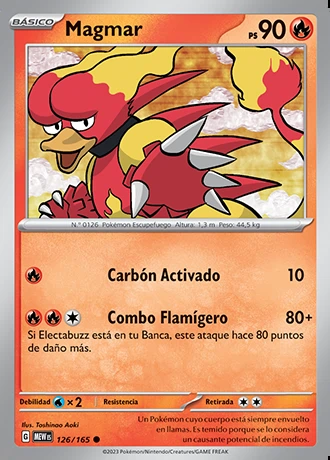 BÁSICO Magmar PS 90
N.º 0126 Pokémon Escupefuego Altura: 1,3 m Peso: 44,5 kg
Carbón Activado 10
Combo Flamígero 80+
Si Electabuzz está en tu Banca, este ataque hace 80 puntos
de daño más.
Debilidad ×2 Resistencia Retirada
Ilus. Toshinao Aoki
G MEW ES 126/165
Un Pokémon cuyo cuerpo está siempre envuelto
en llamas. Es temido porque se lo considera
un causante potencial de incendios.
©2023 Pokémon/Nintendo/Creatures/GAME FREAK